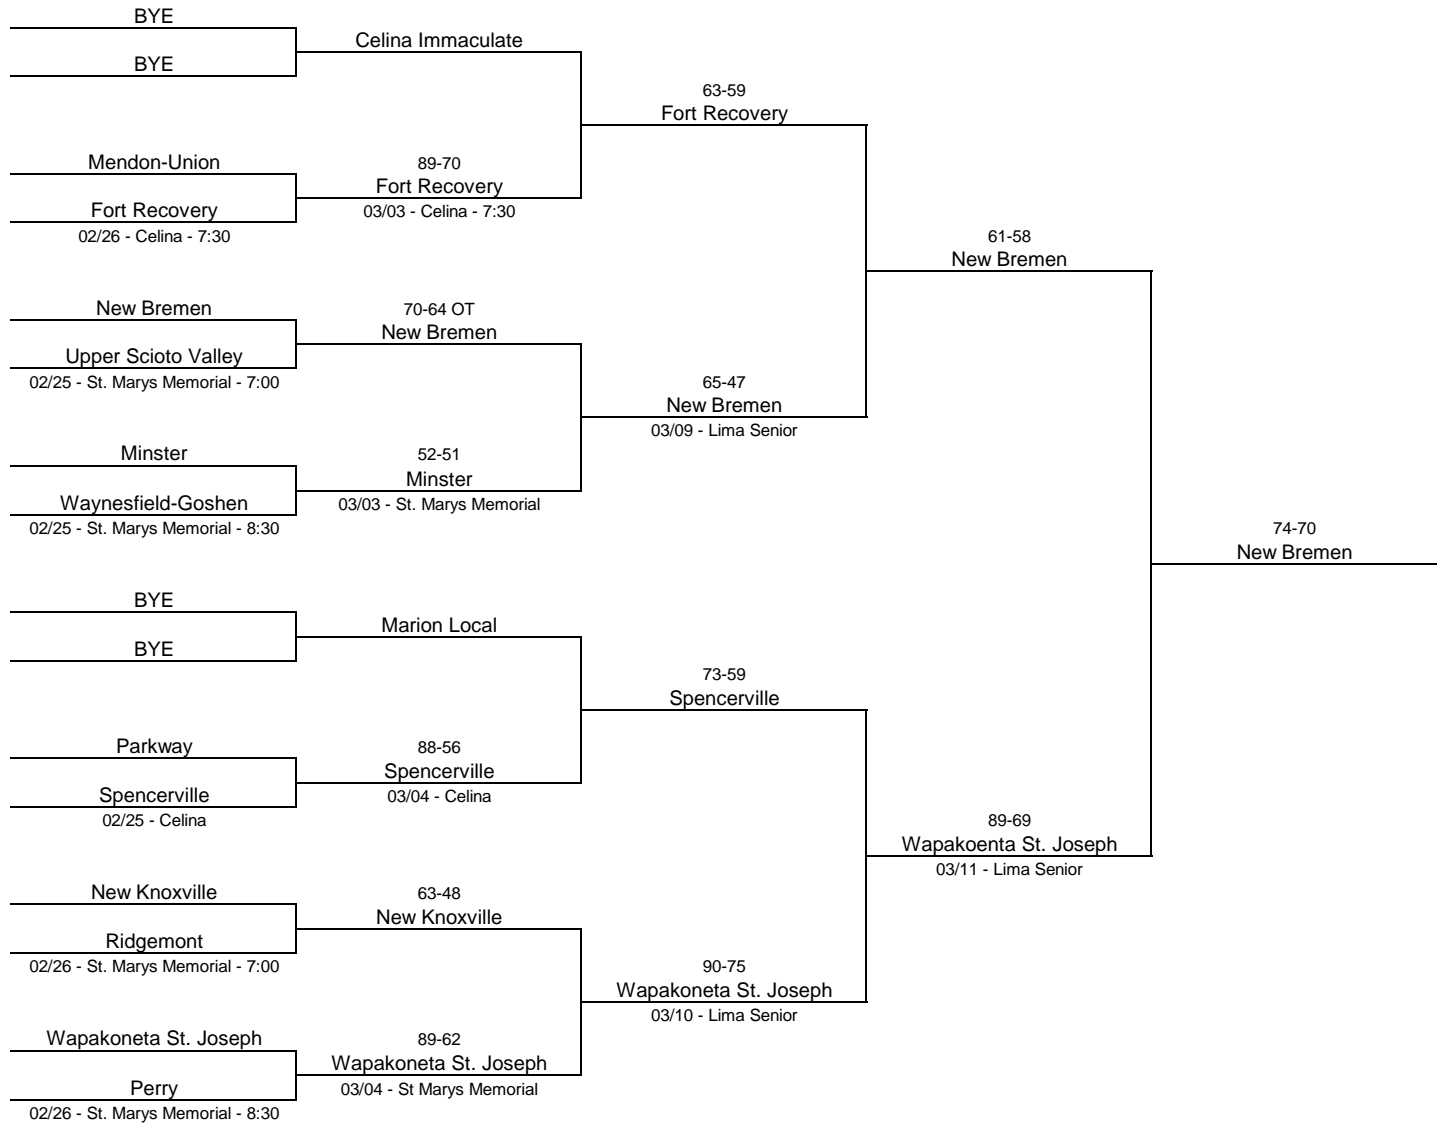 BYE
Celina Immaculate
BYE
63-59
Fort Recovery
Mendon-Union
89-70
Fort Recovery
Fort Recovery
03/03 - Celina - 7:30
02/26 - Celina - 7:30
61-58
New Bremen
New Bremen
70-64 OT
New Bremen
Upper Scioto Valley
02/25 - St. Marys Memorial - 7:00
65-47
New Bremen
03/09 - Lima Senior
Minster
52-51
Minster
Waynesfield-Goshen
03/03 - St. Marys Memorial
02/25 - St. Marys Memorial - 8:30
74-70
New Bremen
BYE
Marion Local
BYE
73-59
Spencerville
Parkway
88-56
Spencerville
Spencerville
03/04 - Celina
02/25 - Celina
89-69
Wapakoenta St. Joseph
03/11 - Lima Senior
New Knoxville
63-48
New Knoxville
Ridgemont
02/26 - St. Marys Memorial - 7:00
90-75
Wapakoneta St. Joseph
03/10 - Lima Senior
Wapakoneta St. Joseph
89-62
Wapakoneta St. Joseph
Perry
03/04 - St Marys Memorial
02/26 - St. Marys Memorial - 8:30